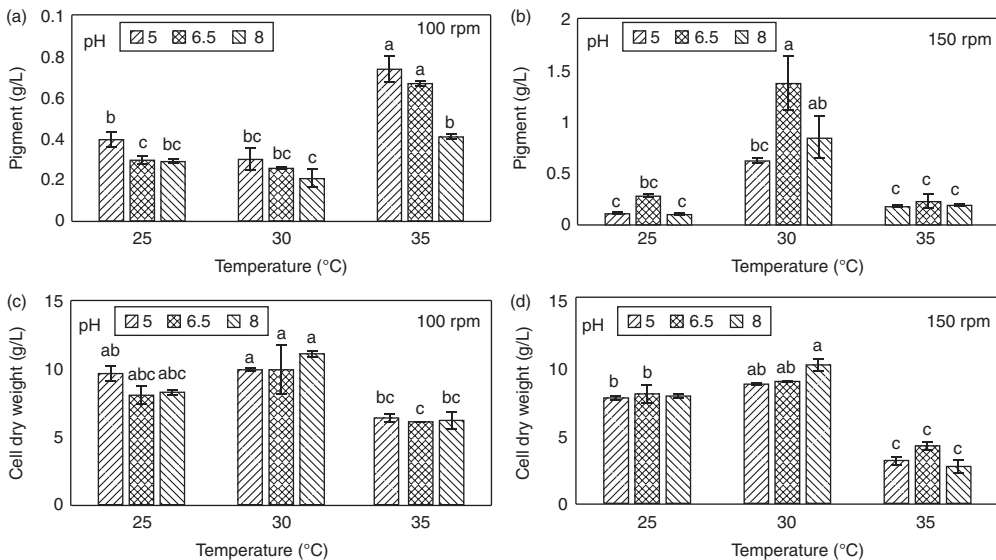 (a)
0.1
100 rpm
pH 5 6.5 8
0.8
0.6
0.4
0.2
0
Pigment (g/L)
b c bc
bc bc c
a a b
25 30 35
Temperature (°C)
(b)
2
150 rpm
pH 5 6.5 8
1.5
1
0.5
0
Pigment (g/L)
c bc c
bc a ab
c c c
25 30 35
Temperature (°C)
(c)
15
100 rpm
pH 5 6.5 8
10
5
0
Cell dry weight (g/L)
ab abc abc
a a a
bc c bc
25 30 35
Temperature (°C)
(d)
15
150 rpm
pH 5 6.5 8
10
5
0
Cell dry weight (g/L)
b b
ab ab a
c c c
25 30 35
Temperature (°C)